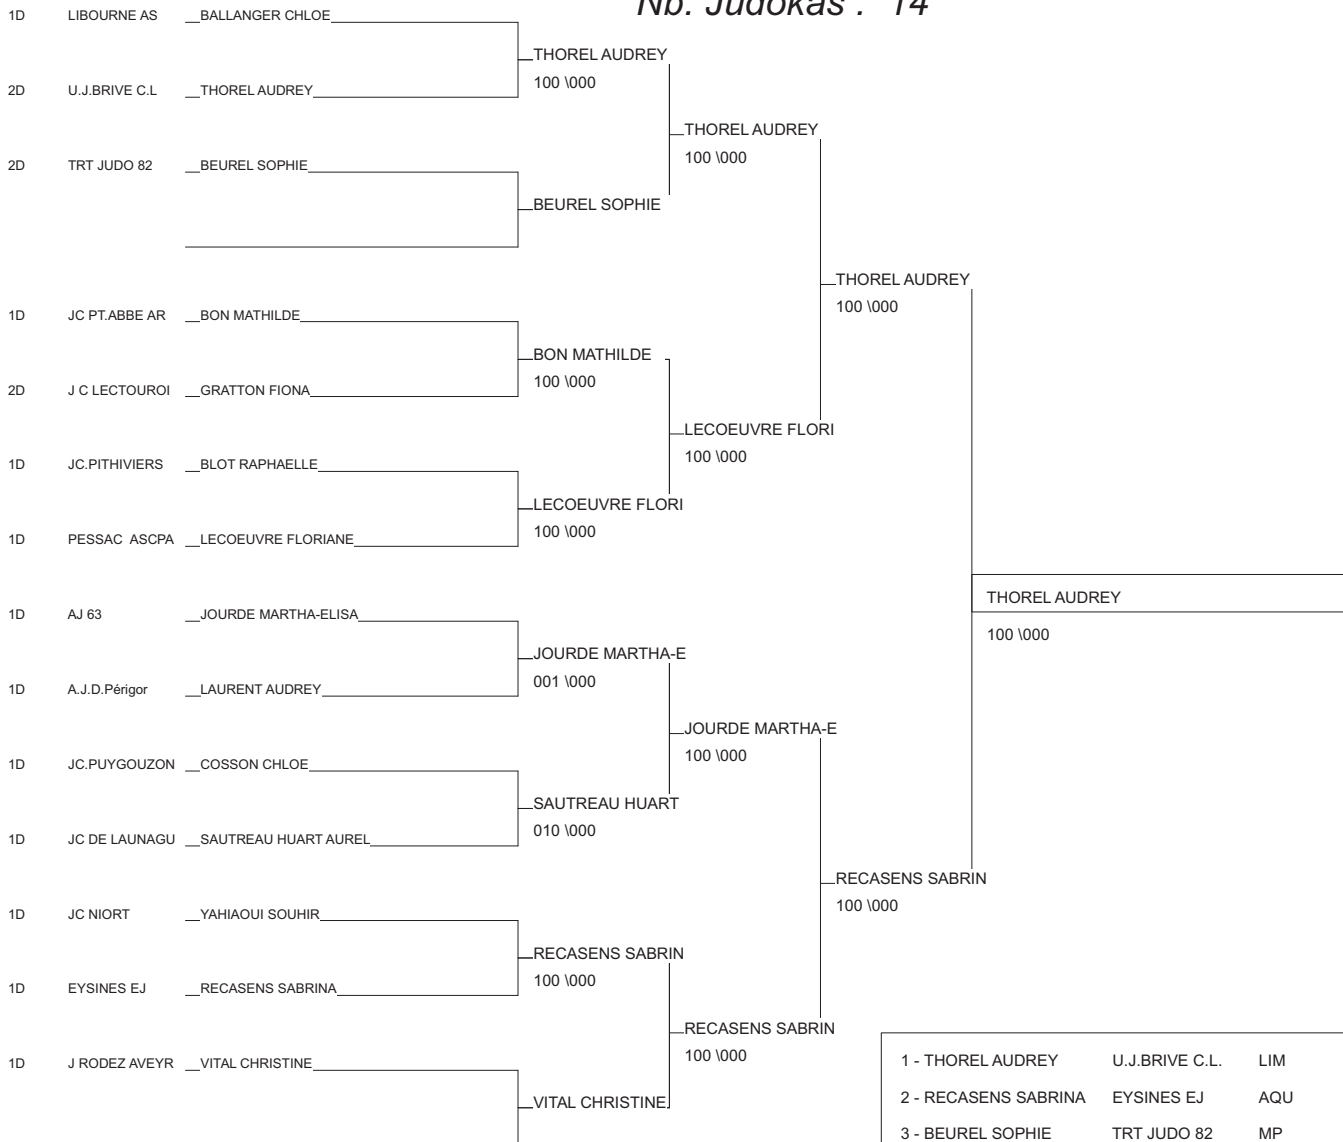 Nb. Judokas : 14
1D LIBOURNE AS BALLANGER CHLOE
THOREL AUDREY
100 \000
2D U.J.BRIVE C.L THOREL AUDREY
THOREL AUDREY
100 \000
2D TRT JUDO 82 BEUREL SOPHIE
BEUREL SOPHIE
THOREL AUDREY
100 \000
1D JC PT.ABBE AR BON MATHILDE
BON MATHILDE
100 \000
2D J C LECTOUROI GRATTON FIONA
LECOEUVRE FLORI
100 \000
1D JC.PITHIVIERS BLOT RAPHAELLE
LECOEUVRE FLORI
100 \000
1D PESSAC ASCPA LECOEUVRE FLORIANE
THOREL AUDREY
100 \000
1D AJ 63 JOURDE MARTHA-ELISA
JOURDE MARTHA-E
001 \000
1D A.J.D.Périgor LAURENT AUDREY
JOURDE MARTHA-E
100 \000
1D JC.PUYGOUZON COSSON CHLOE
SAUTREAU HUART
010 \000
1D JC DE LAUNAGU SAUTREAU HUART AUREL
RECASENS SABRIN
100 \000
1D JC NIORT YAHIAOUI SOUHIR
RECASENS SABRIN
100 \000
1D EYSINES EJ RECASENS SABRINA
RECASENS SABRIN
100 \000
1D J RODEZ AVEYR VITAL CHRISTINE
VITAL CHRISTINE
1 - THOREL AUDREY U.J.BRIVE C.L. LIM
2 - RECASENS SABRINA EYSINES EJ AQU
3 - BEUREL SOPHIE TRT JUDO 82 MP